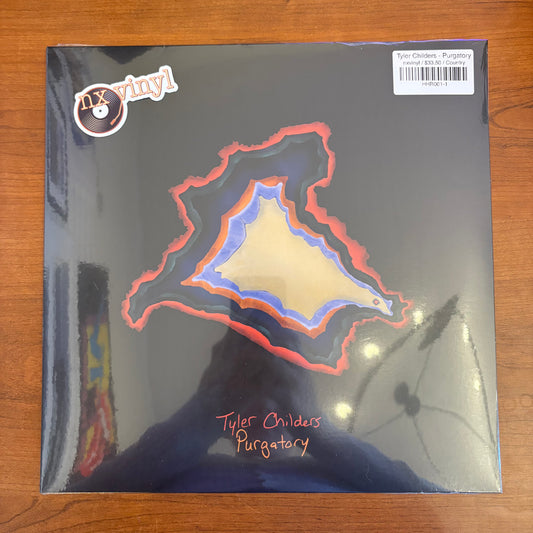 nx vinyl
Tyler Childers - Purgatory
nxvinyl / $33.50 / Country
HHR001-1
Tyler Childers
Purgatory